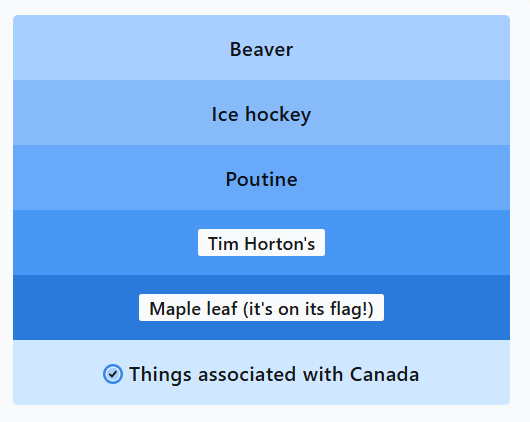 Beaver
Ice hockey
Poutine
Tim Horton's
Maple leaf (it's on its flag!)
Things associated with Canada